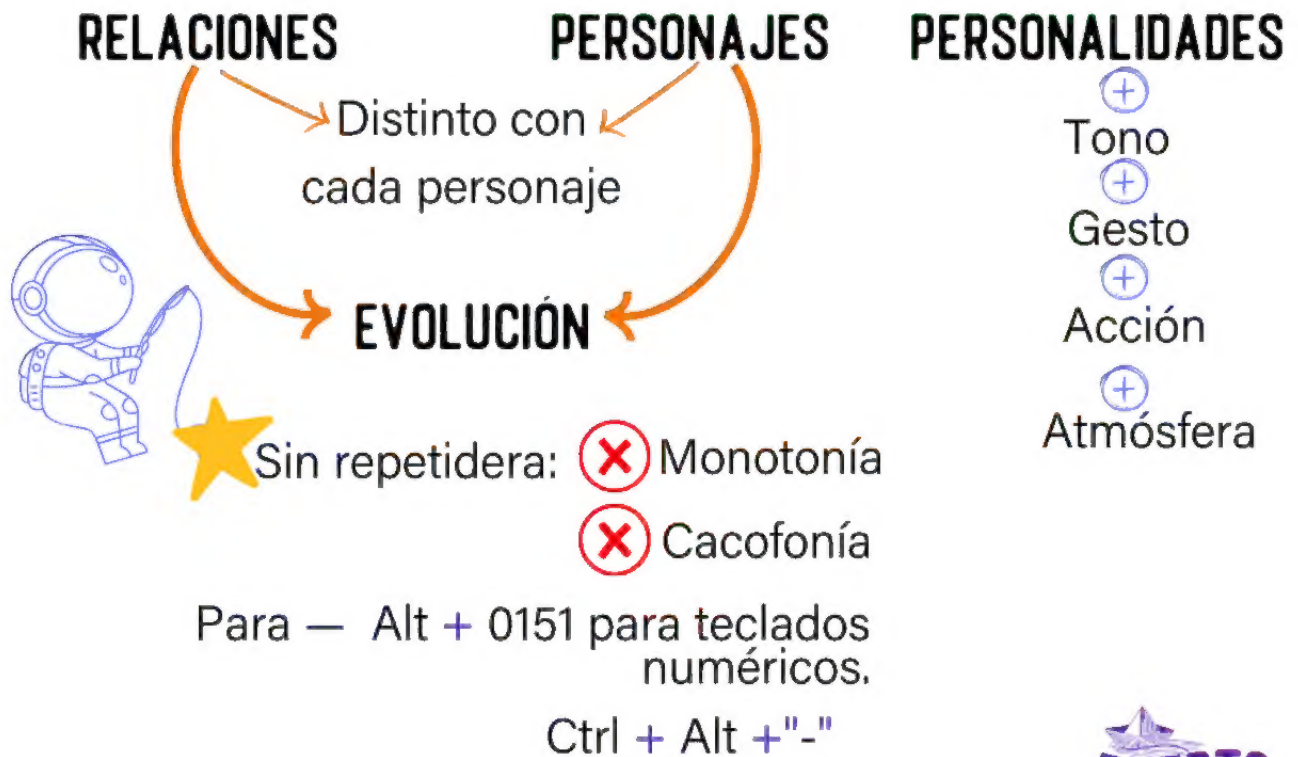 RELACIONES
PERSONAJES
PERSONALIDADES
Distinto con
cada personaje
EVOLUCIÓN
+
Tono
+
Gesto
+
Acción
+
Atmósfera
Sin repetidera: Monotonía
Cacofonía
Para — Alt + 0151 para teclados
numéricos.
Ctrl + Alt +"-"